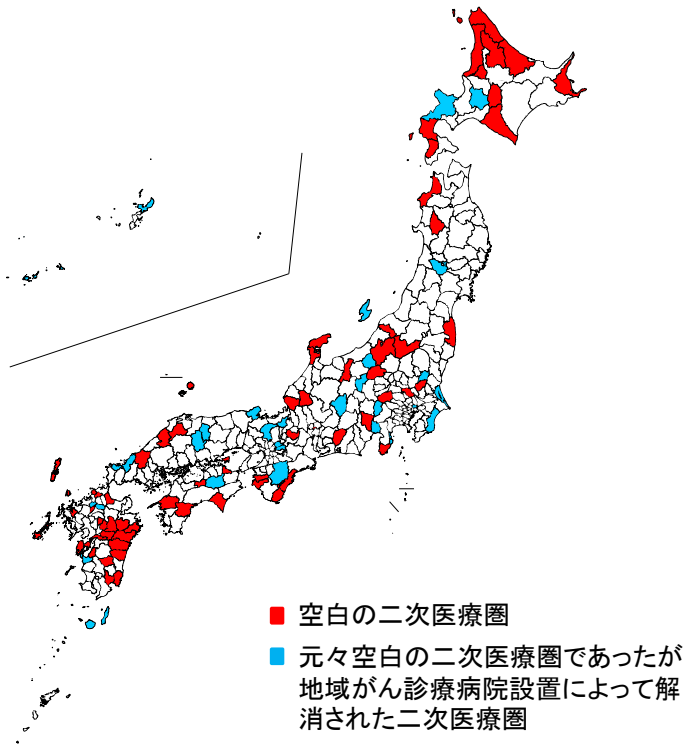 空白の二次医療圏
元々空白の二次医療圏であったが
地域がん診療病院設置によって解
消された二次医療圏